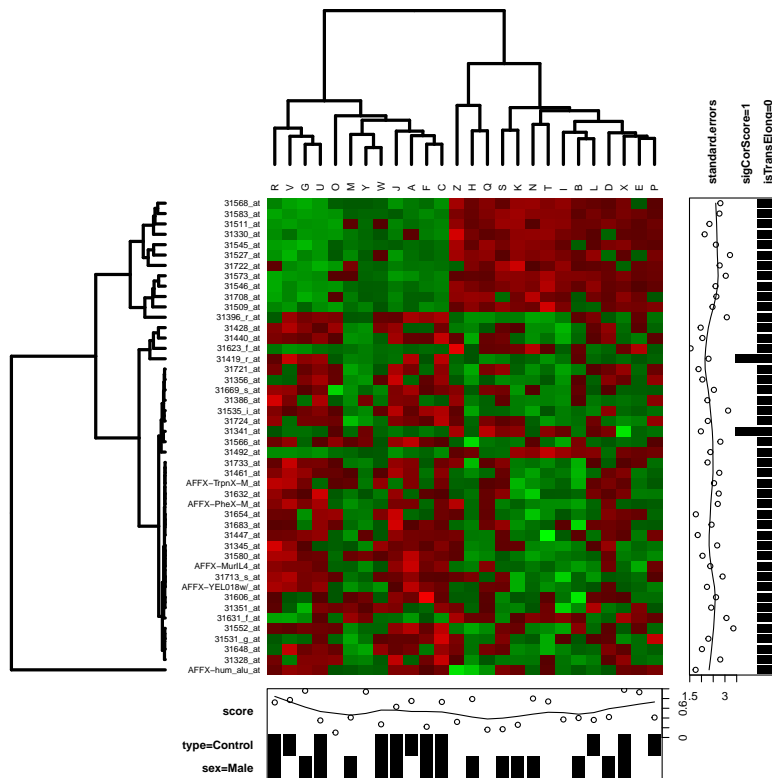 standard.errors
sigCorScore=1
isTransElong=0
R V G U O M Y W J A F C Z H Q S K N T I B L D X E P
31568_at
31583_at
31511_at
31330_at
31545_at
31527_at
31722_at
31573_at
31546_at
31708_at
31509_at
31396_r_at
31428_at
31440_at
31623_f_at
31419_r_at
31721_at
31356_at
31669_s_at
31386_at
31535_i_at
31724_at
31341_at
31566_at
31492_at
31733_at
31461_at
AFFX-TrpnX-M_at
31632_at
AFFX-PheX-M_at
31654_at
31683_at
31447_at
31345_at
31580_at
AFFX-MurIL4_at
31713_s_at
AFFX-YEL018w/_at
31606_at
31351_at
31631_f_at
31552_at
31531_g_at
31648_at
31328_at
AFFX-hum_alu_at
1.5 3
score
0.6
0
type=Control
sex=Male